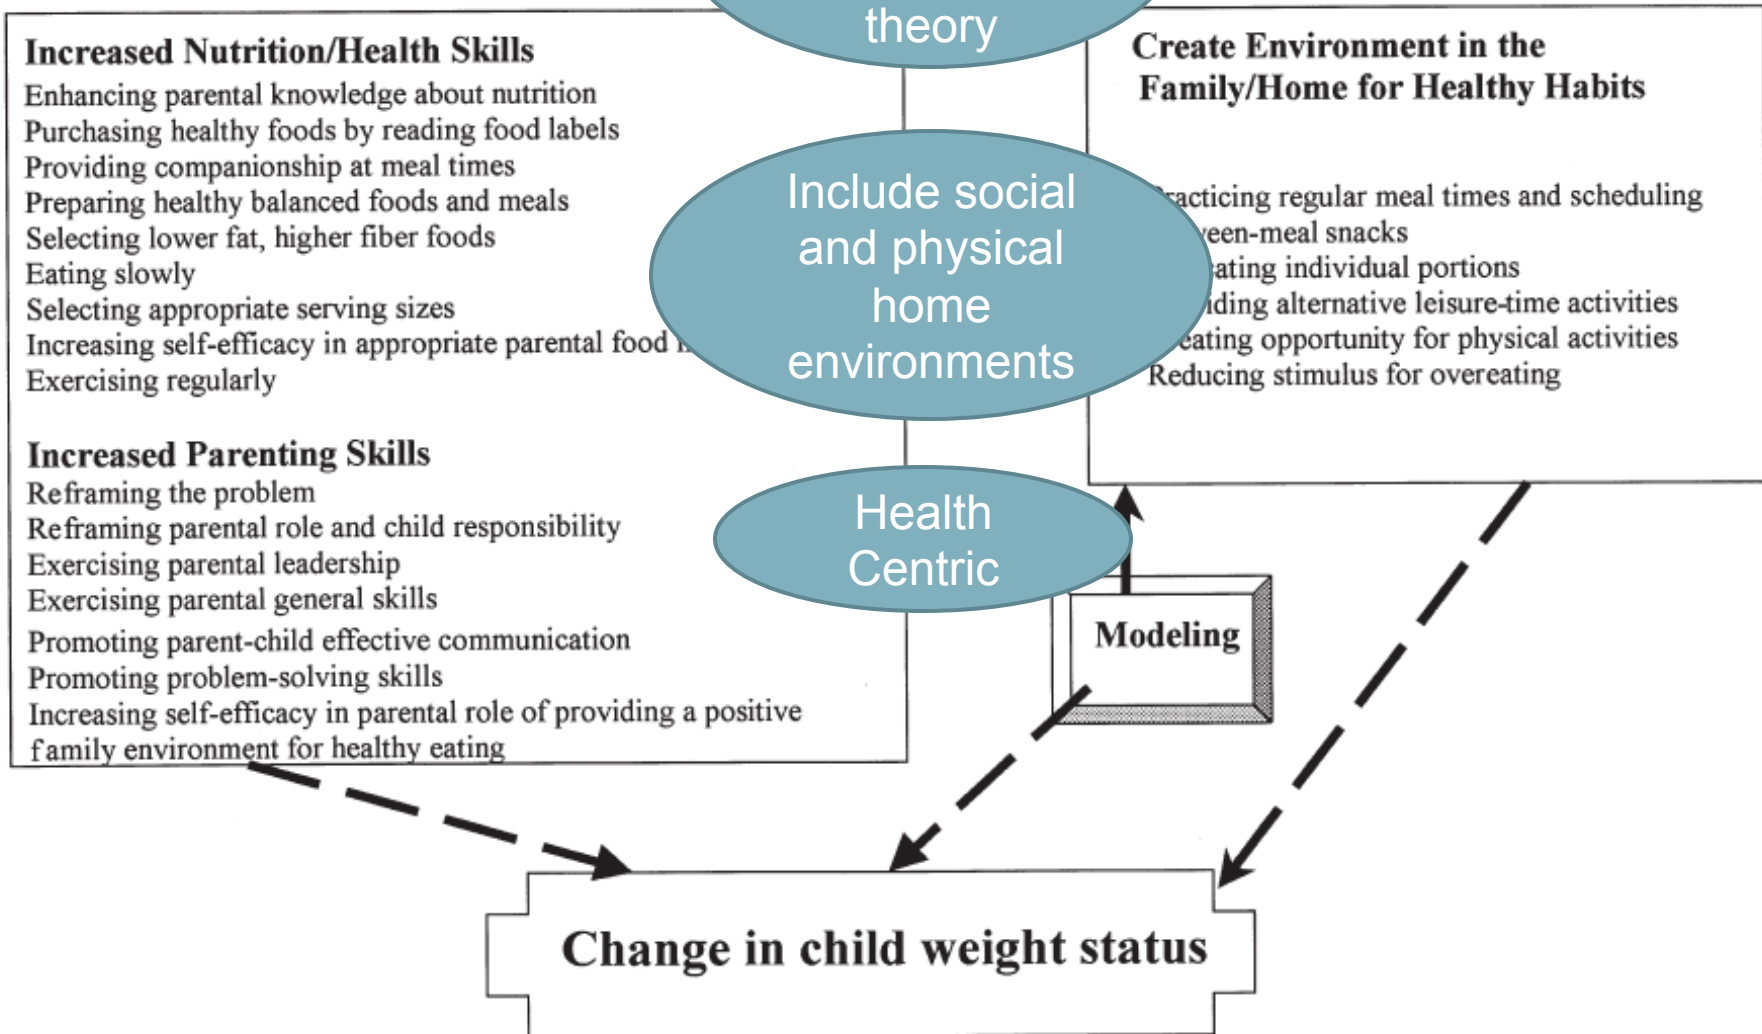 theory
Increased Nutrition/Health Skills
Enhancing parental knowledge about nutrition
Purchasing healthy foods by reading food labels
Providing companionship at meal times
Preparing healthy balanced foods and meals
Selecting lower fat, higher fiber foods
Eating slowly
Selecting appropriate serving sizes
Increasing self-efficacy in appropriate parental food
Exercising regularly
Increased Parenting Skills
Reframing the problem
Reframing parental role and child responsibility
Exercising parental leadership
Exercising parental general skills
Promoting parent-child effective communication
Promoting problem-solving skills
Increasing self-efficacy in parental role of providing a positive
family environment for healthy eating
Include social
and physical
home
environments
Health
Centric
Create Environment in the
Family/Home for Healthy Habits
regular meal times and scheduling
snacks
individual portions
alternative leisure-time activities
opportunity for physical activities
Reducing stimulus for overeating
Modeling
Change in child weight status